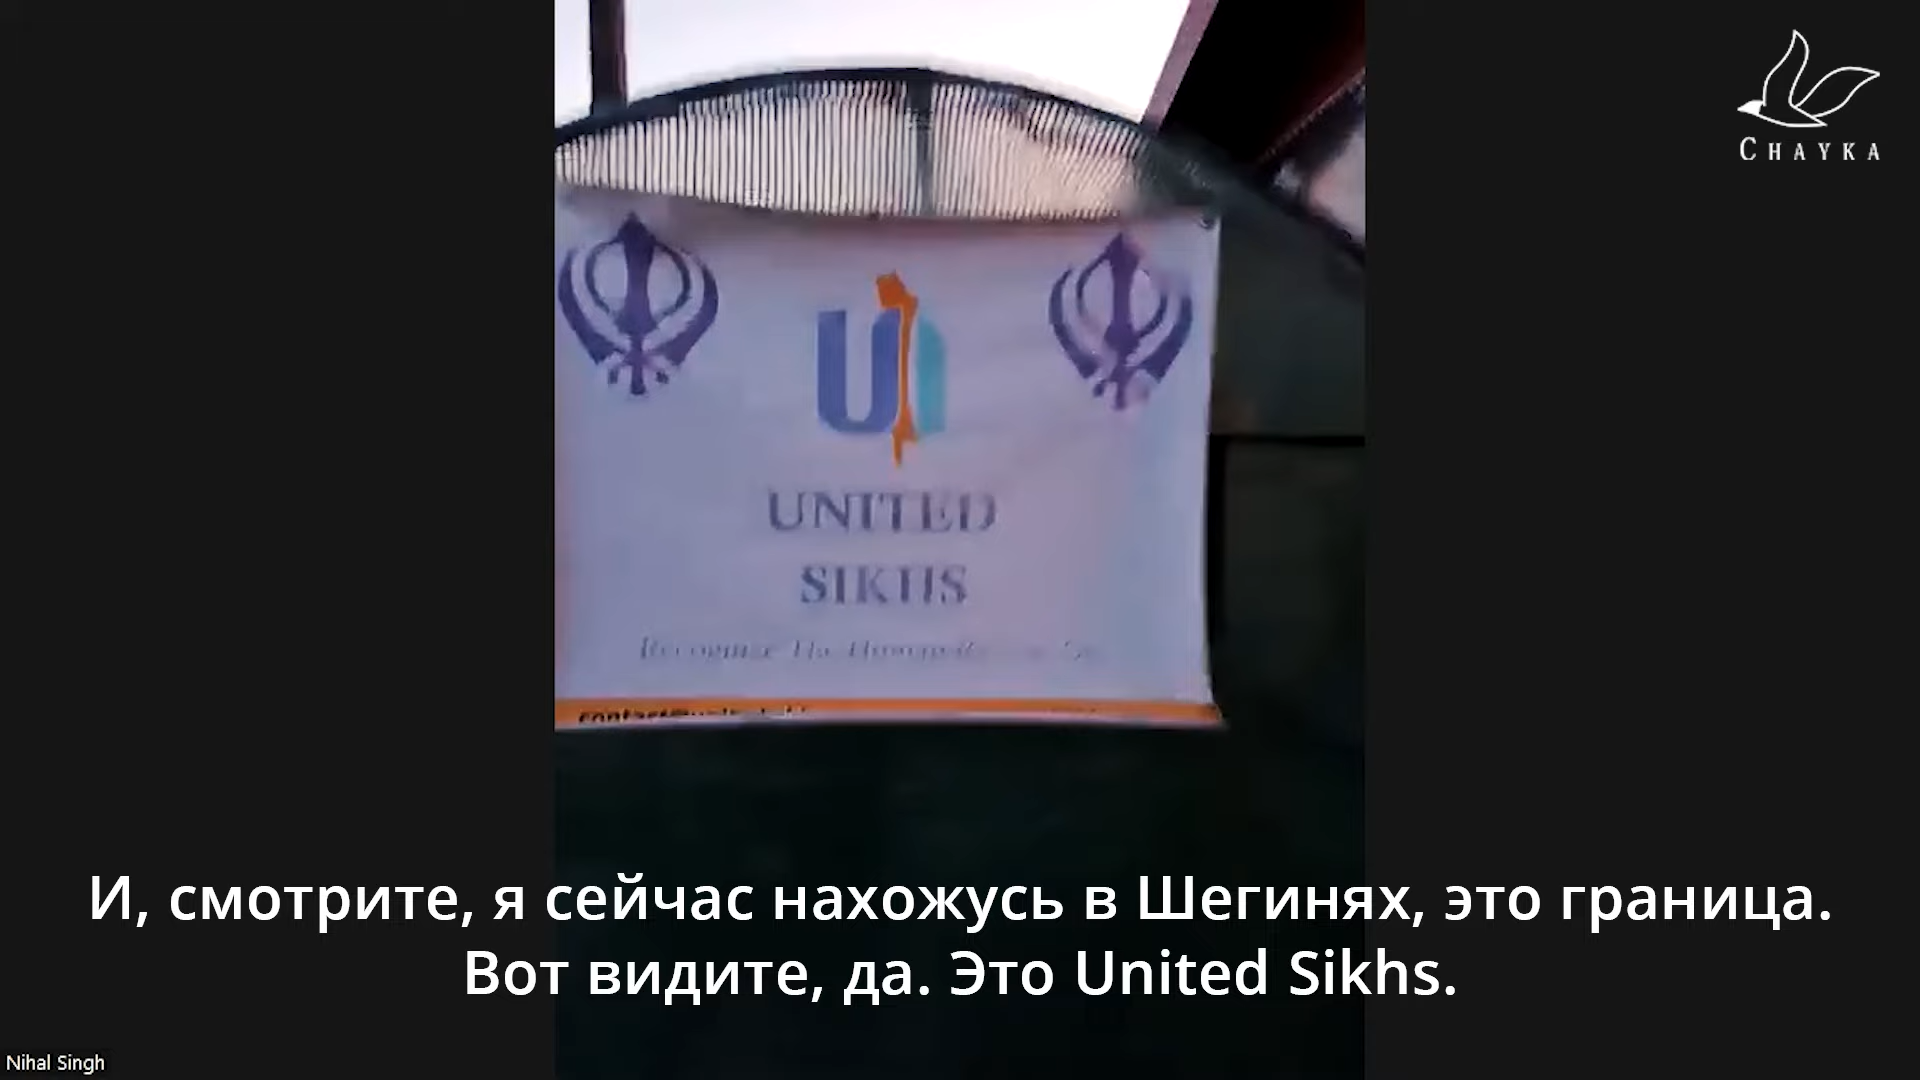 CHAYKA
UNITED
SIKHS
И, смотрите, я сейчас нахожусь в Шегинях, это граница.
Вот видите, да. Это United Sikhs.
Nihal Singh